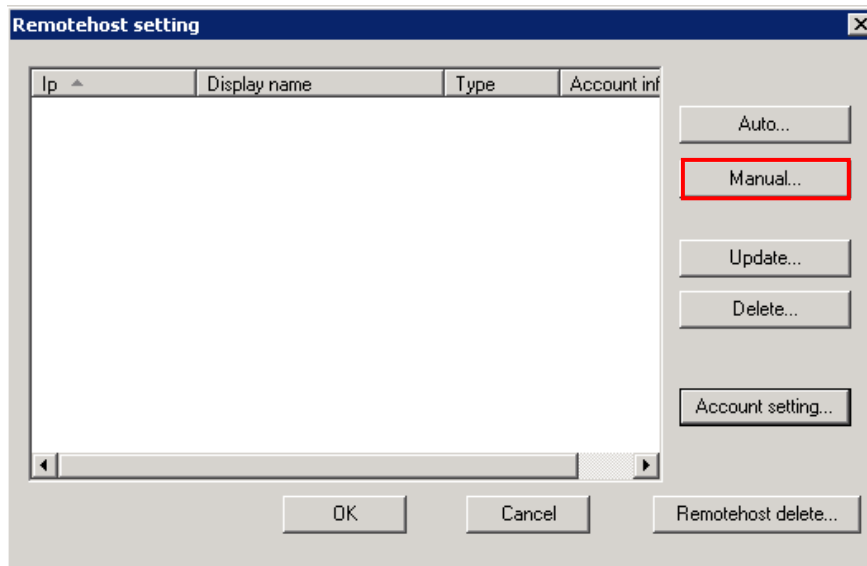 Remotehost setting
Ip Display name Type Account inf
Auto...
Manual...
Update...
Delete...
Account setting...
OK Cancel Remotehost delete...